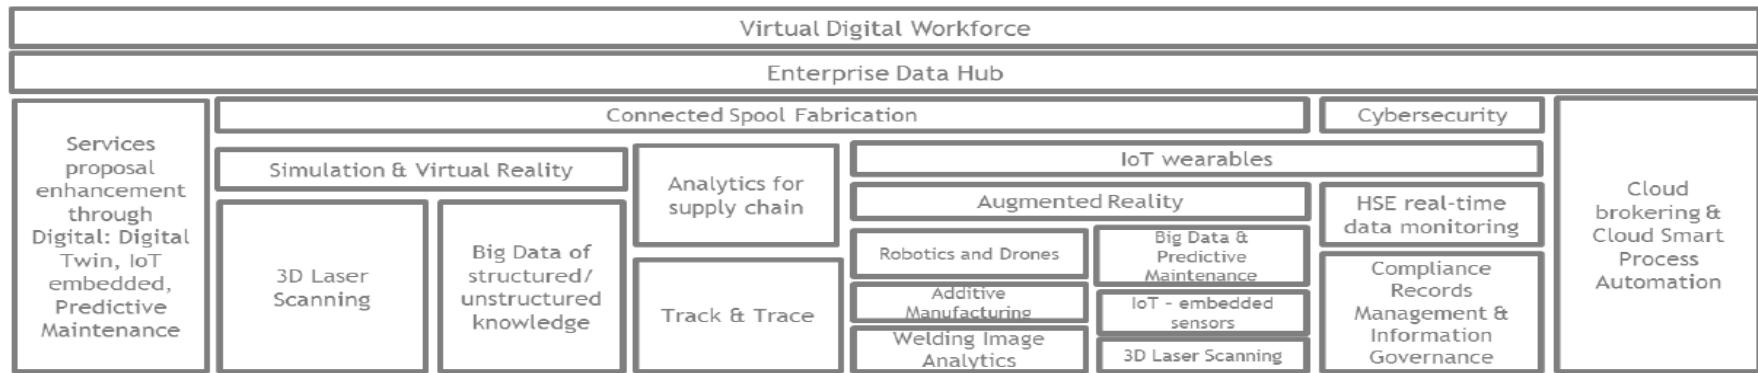 Virtual Digital Workforce
Enterprise Data Hub
Services
proposal
enhancement
through
Digital: Digital
Twin, IoT
embedded,
Predictive
Maintenance
Connected Spool Fabrication
Simulation & Virtual Reality
3D Laser
Scanning
Big Data of
structured/
unstructured
knowledge
Analytics for
supply chain
Track & Trace
IoT wearables
Augmented Reality
Robotics and Drones
Additive
Manufacturing
Welding Image
Analytics
Big Data &
Predictive
Maintenance
IoT - embedded
sensors
3D Laser Scanning
Cybersecurity
HSE real-time
data monitoring
Compliance
Records
Management &
Information
Governance
Cloud
brokering &
Cloud Smart
Process
Automation